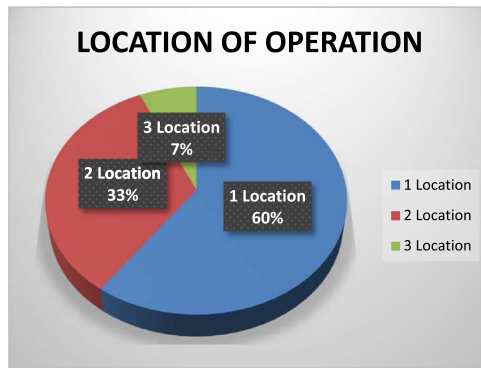 LOCATION OF OPERATION
3 Location
7%
2 Location
33%
1 Location
60%
1 Location
2 Location
3 Location